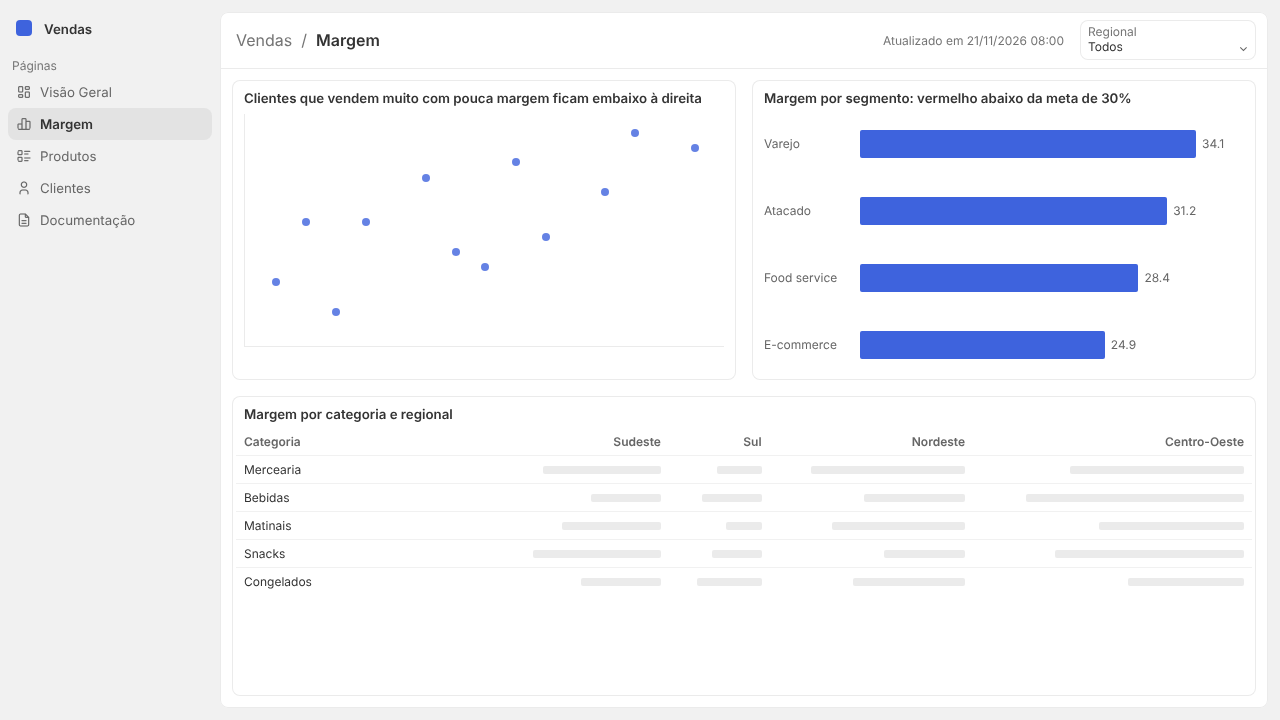 Vendas
Páginas
Visão Geral
Margem
Produtos
Clientes
Documentação
Vendas / Margem
Atualizado em 21/11/2026 08:00
Regional
Todos
Clientes que vendem muito com pouca margem ficam embaixo à direita
Margem por segmento: vermelho abaixo da meta de 30%
Varejo 34.1
Atacado 31.2
Food service 28.4
E-commerce 24.9
Margem por categoria e regional
Categoria Sudeste Sul Nordeste Centro-Oeste
Mercearia
Bebidas
Matinais
Snacks
Congelados